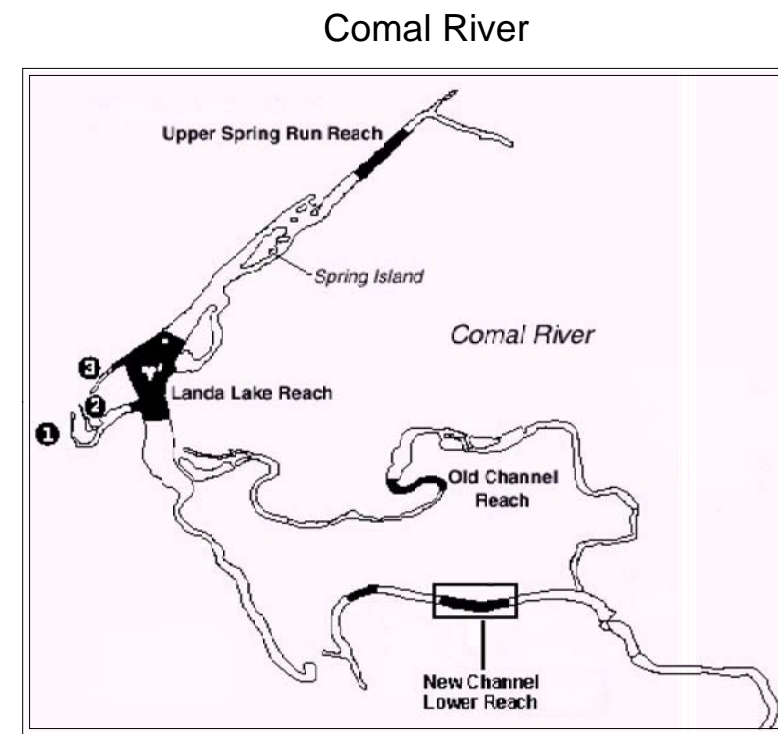 Comal River
Upper Spring Run Reach
Spring Island
Comal River
3
Landa Lake Reach
2
1
Old Channel
Reach
New Channel
Lower Reach